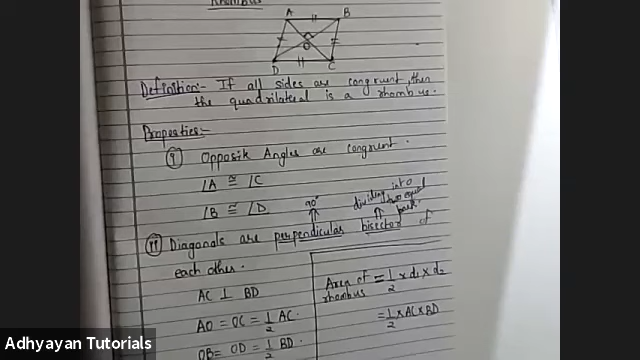 Rhombus
A
B
O
D
C
Definition:- If all sides are congruent, then
the quadrilateral is a rhombus.
Properties:-
(i) Opposite Angles are congruent.
∠A ≅ ∠C
∠B ≅ ∠D
90°
dividing into
two equal
part.
(ii) Diagonals are perpendicular bisector of
each other.
AC ⊥ BD
AO = OC = 1/2 AC.
OB = OD = 1/2 BD.
Area of rhombus = 1/2 x d1 x d2
= 1/2 x AC x BD
Adhyayan Tutorials